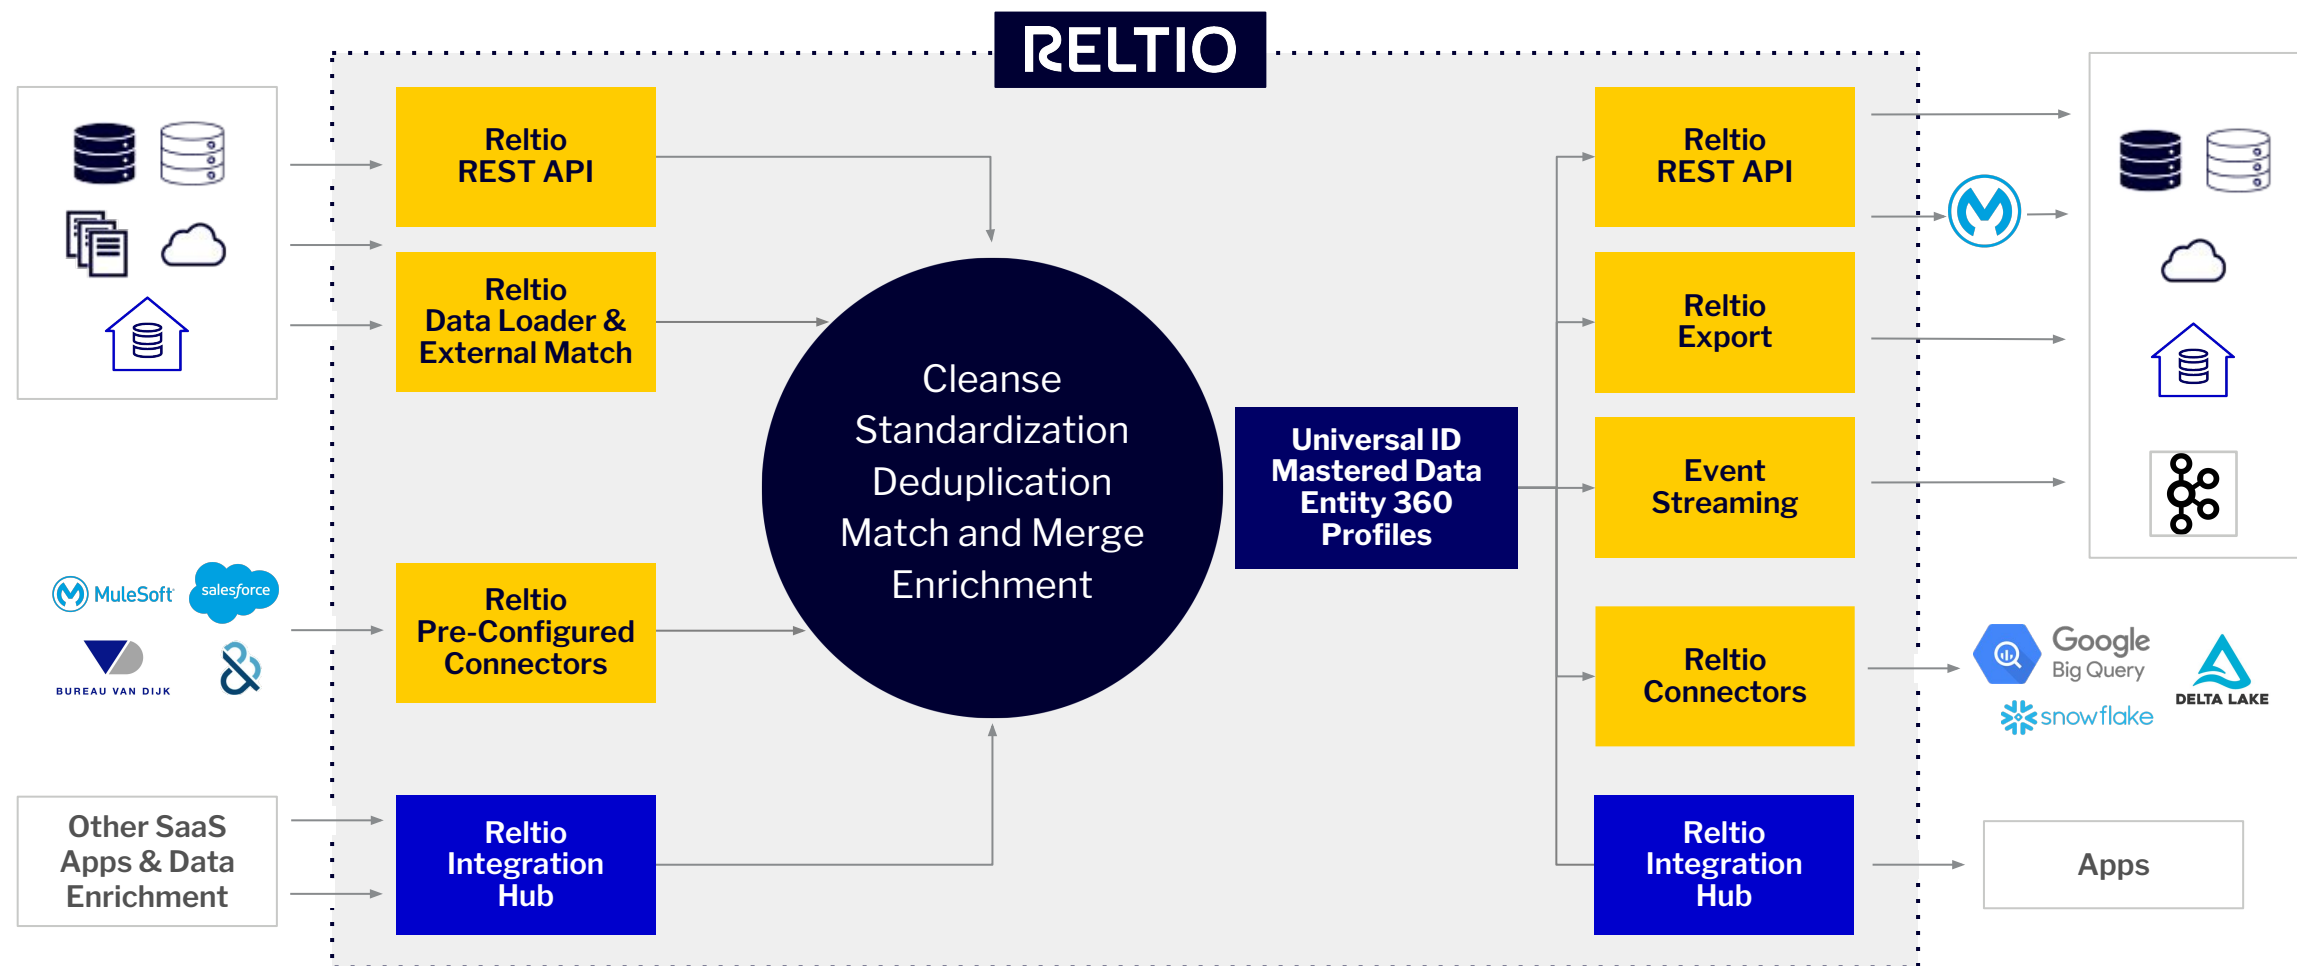 RELTIO
Reltio
REST API
Reltio
Data Loader &
External Match
Reltio
Pre-Configured
Connectors
Reltio
Integration
Hub
MuleSoft
salesforce
BUREAU VAN DIJK
Other SaaS
Apps & Data
Enrichment
Cleanse
Standardization
Deduplication
Match and Merge
Enrichment
Universal ID
Mastered Data
Entity 360
Profiles
Reltio
REST API
Reltio
Export
Event
Streaming
Reltio
Connectors
Reltio
Integration
Hub
Google
Big Query
snowflake
DELTA LAKE
Apps